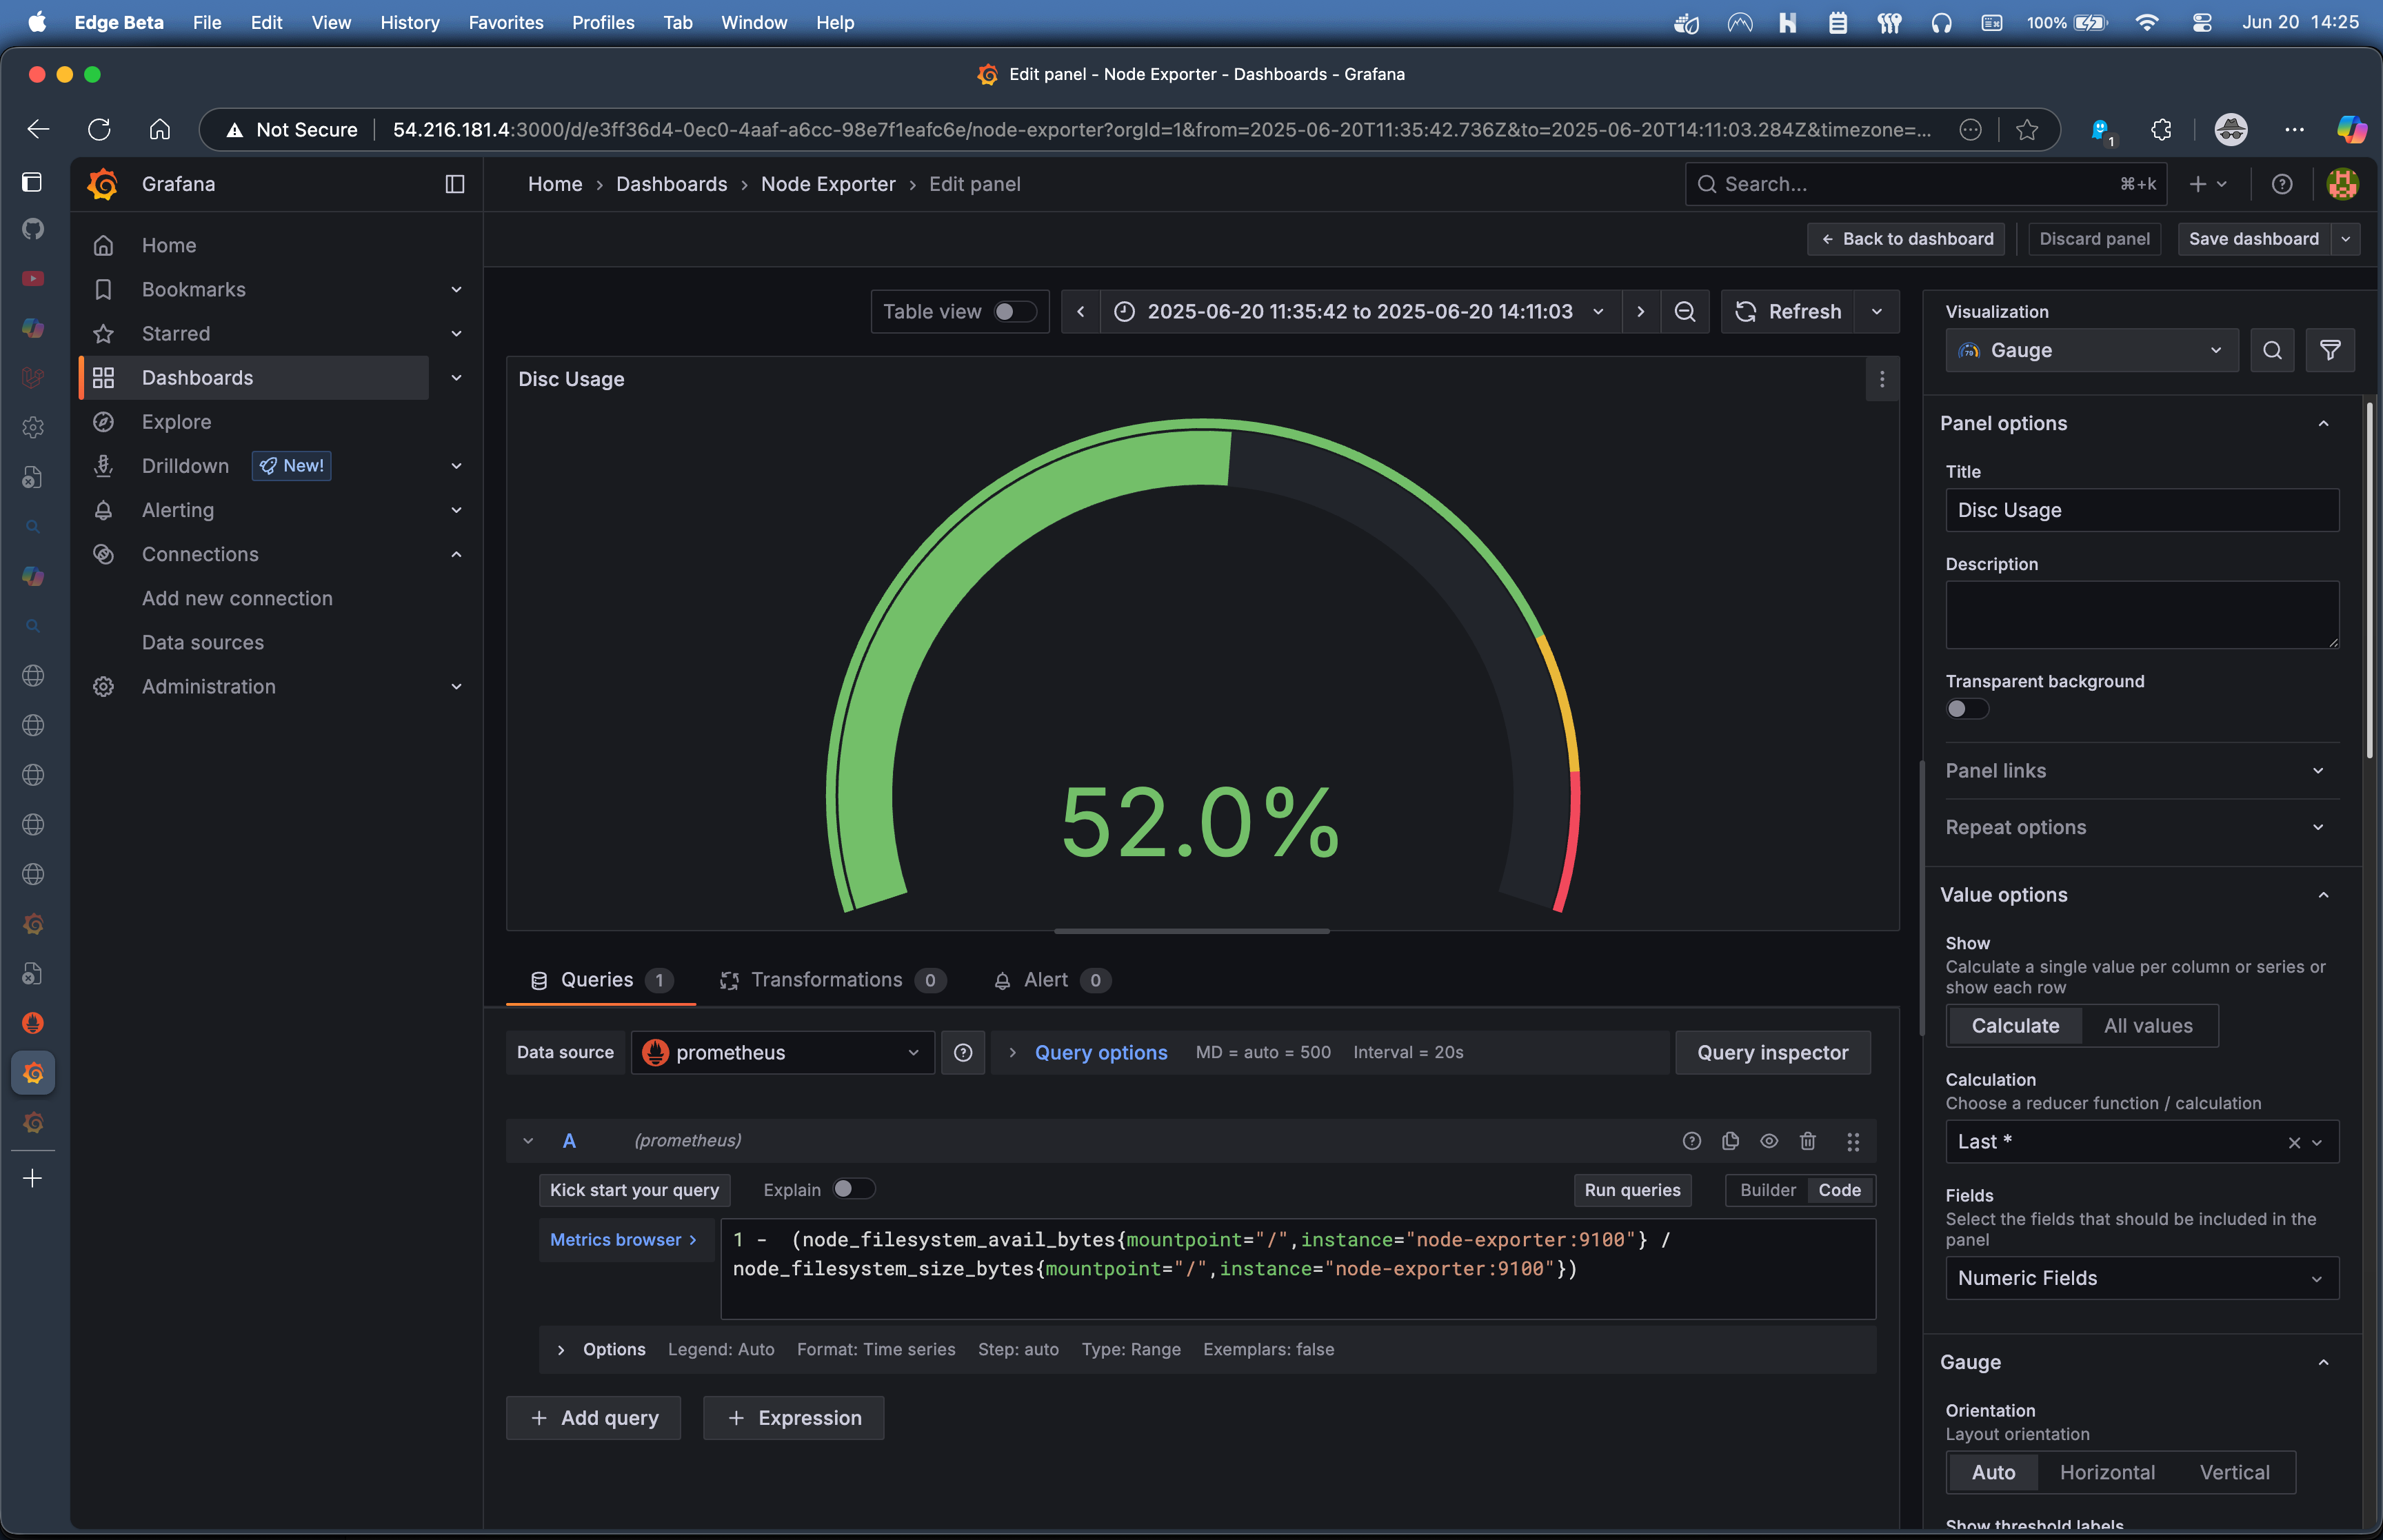 Edge Beta File Edit View History Favorites Profiles Tab Window Help 100% Jun 20 14:25
Edit panel - Node Exporter - Dashboards - Grafana
Not Secure 54.216.181.4:3000/d/e3ff36d4-0ec0-4aaf-a6cc-98e7f1eafc6e/node-exporter?orgId=1&from=2025-06-20T11:35:42.736Z&to=2025-06-20T14:11:03.284Z&timezone=... 1
Grafana
Home › Dashboards › Node Exporter › Edit panel
Search... ⌘+k
Back to dashboard Discard panel Save dashboard
Home
Bookmarks
Starred
Dashboards
Explore
Drilldown New!
Alerting
Connections
Add new connection
Data sources
Administration
Table view 2025-06-20 11:35:42 to 2025-06-20 14:11:03 Refresh
Disc Usage
52.0%
Queries 1 Transformations 0 Alert 0
Data source prometheus Query options MD = auto = 500 Interval = 20s Query inspector
A (prometheus)
Kick start your query Explain Run queries Builder Code
Metrics browser > 1 - (node_filesystem_avail_bytes{mountpoint="/",instance="node-exporter:9100"} /
node_filesystem_size_bytes{mountpoint="/",instance="node-exporter:9100"})
Options Legend: Auto Format: Time series Step: auto Type: Range Exemplars: false
+ Add query + Expression
Visualization
79 Gauge
Panel options
Title
Disc Usage
Description
Transparent background
Panel links
Repeat options
Value options
Show
Calculate a single value per column or series or
show each row
Calculate All values
Calculation
Choose a reducer function / calculation
Last *
Fields
Select the fields that should be included in the
panel
Numeric Fields
Gauge
Orientation
Layout orientation
Auto Horizontal Vertical
Show threshold labels